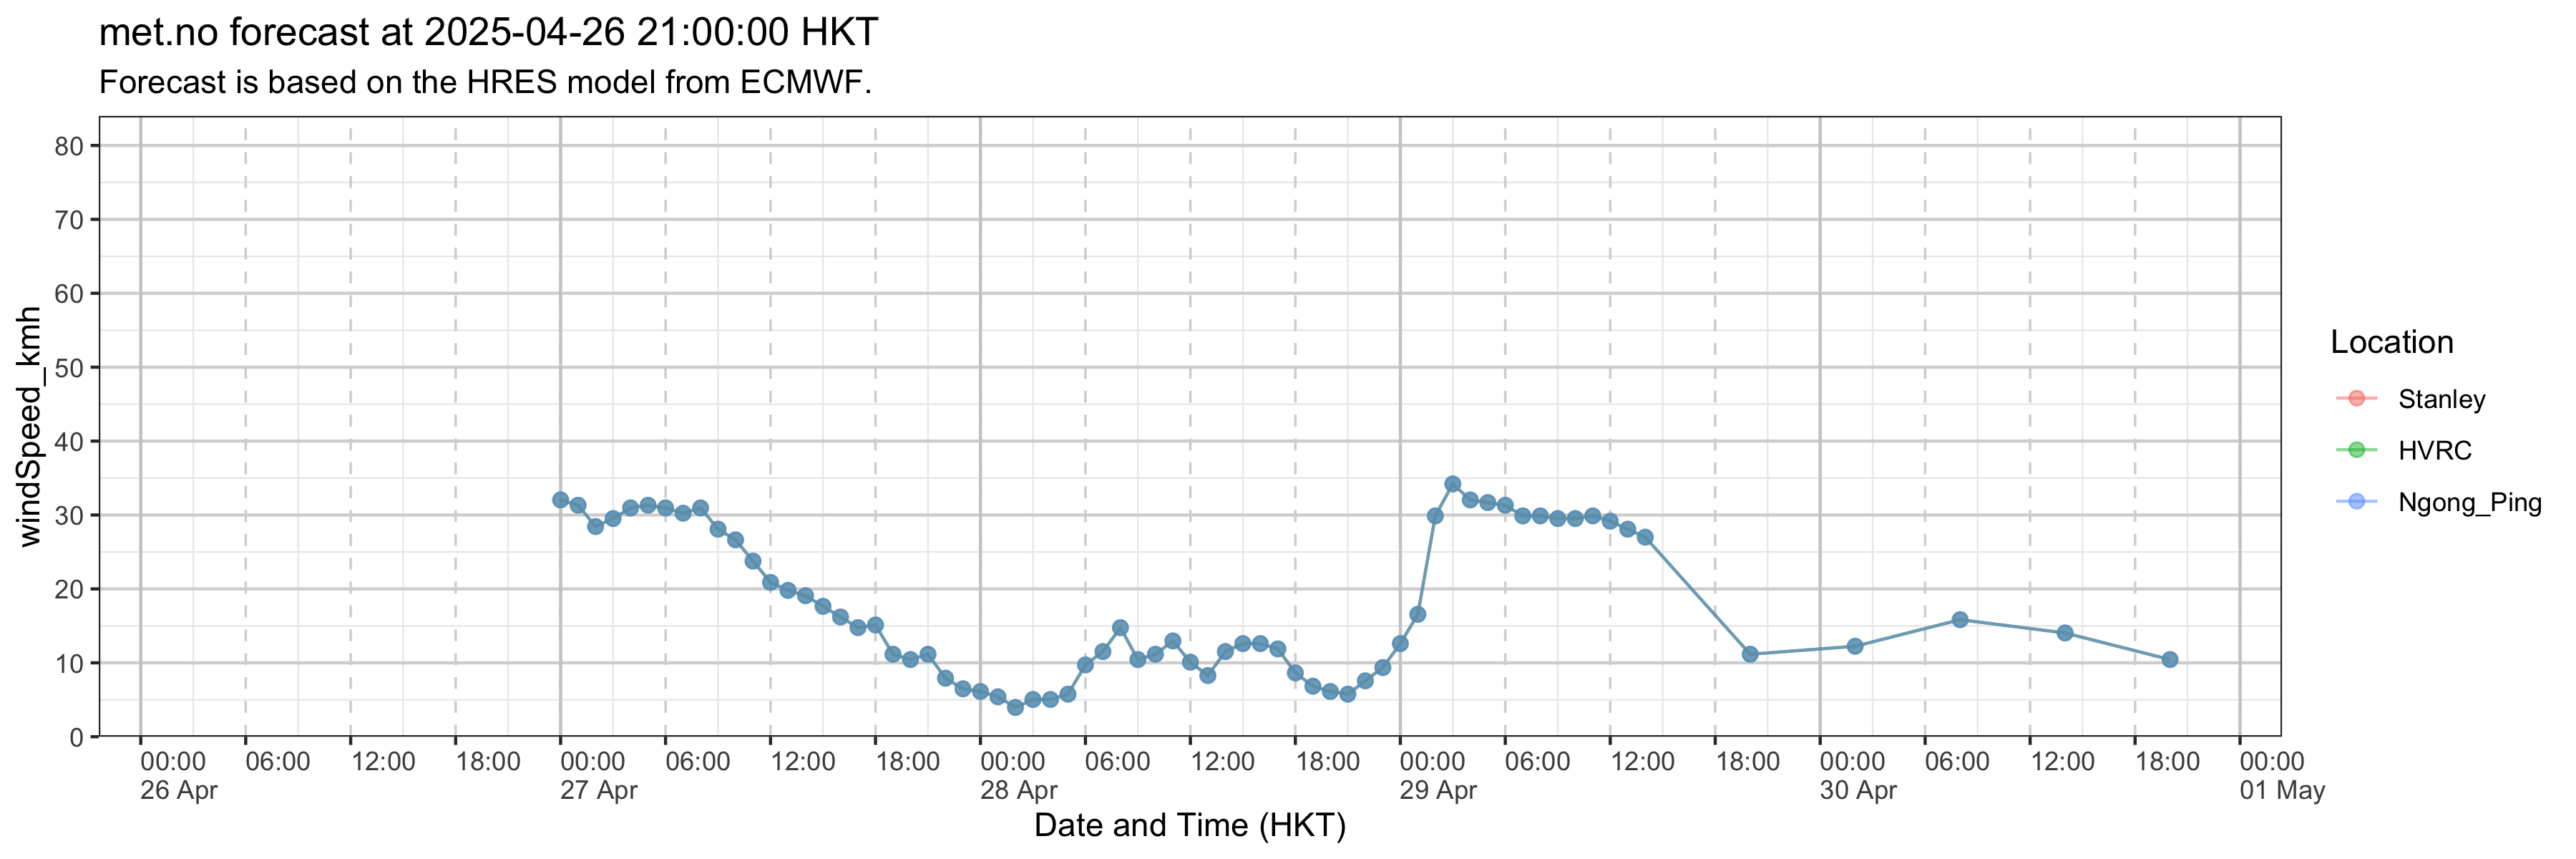 met.no forecast at 2025-04-26 21:00:00 HKT
Forecast is based on the HRES model from ECMWF.
windSpeed_kmh
80
70
60
50
40
30
20
10
0
00:00 06:00 12:00 18:00 00:00 06:00 12:00 18:00 00:00 06:00 12:00 18:00 00:00 06:00 12:00 18:00 00:00 06:00 12:00 18:00 00:00
26 Apr 27 Apr 28 Apr 29 Apr 30 Apr 01 May
Date and Time (HKT)
Location
Stanley
HVRC
Ngong_Ping